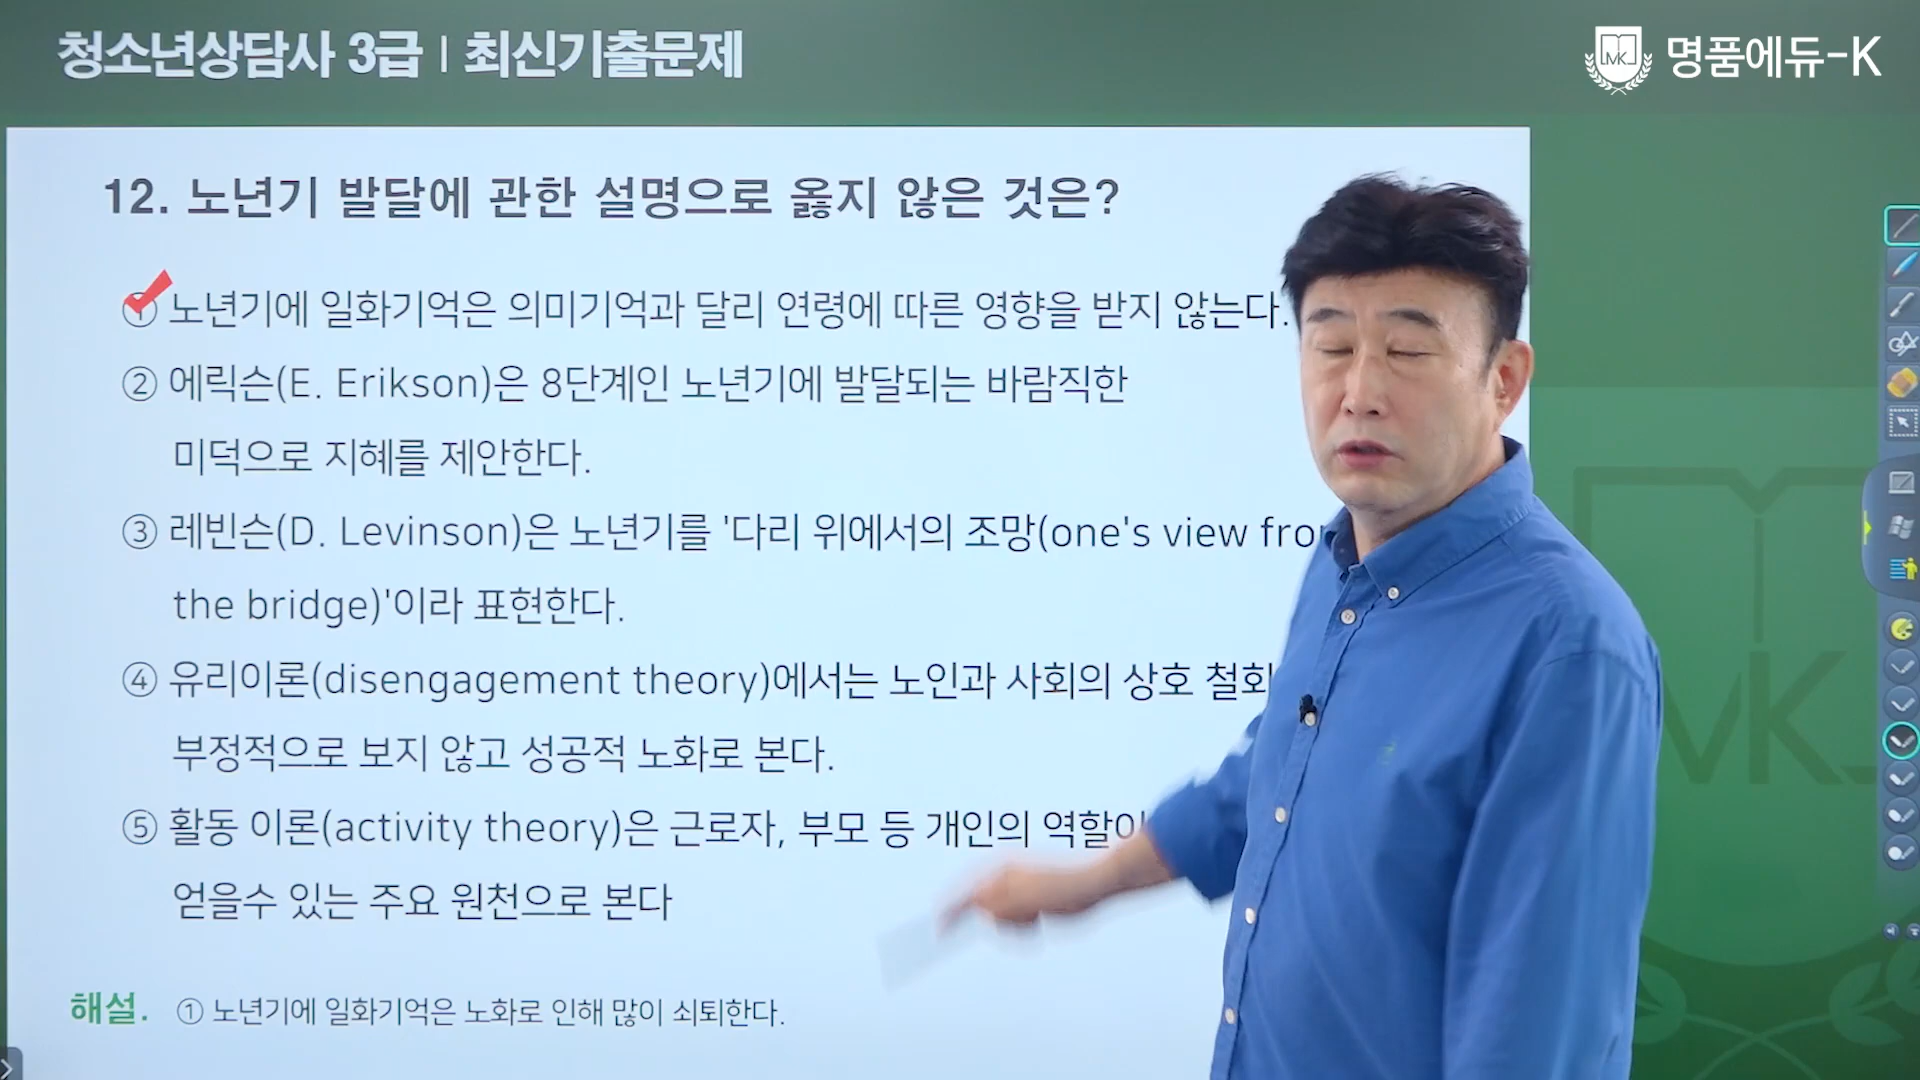 청소년상담사 3급 | 최신기출문제
MK 명품에듀-K
12. 노년기 발달에 관한 설명으로 옳지 않은 것은?
① 노년기에 일화기억은 의미기억과 달리 연령에 따른 영향을 받지 않는다.
② 에릭슨(E. Erikson)은 8단계인 노년기에 발달되는 바람직한
미덕으로 지혜를 제안한다.
③ 레빈슨(D. Levinson)은 노년기를 '다리 위에서의 조망(one's view from
the bridge)'이라 표현한다.
④ 유리이론(disengagement theory)에서는 노인과 사회의 상호 철회
부정적으로 보지 않고 성공적 노화로 본다.
⑤ 활동 이론(activity theory)은 근로자, 부모 등 개인의 역할이
얻을수 있는 주요 원천으로 본다
해설. ① 노년기에 일화기억은 노화로 인해 많이 쇠퇴한다.
MK